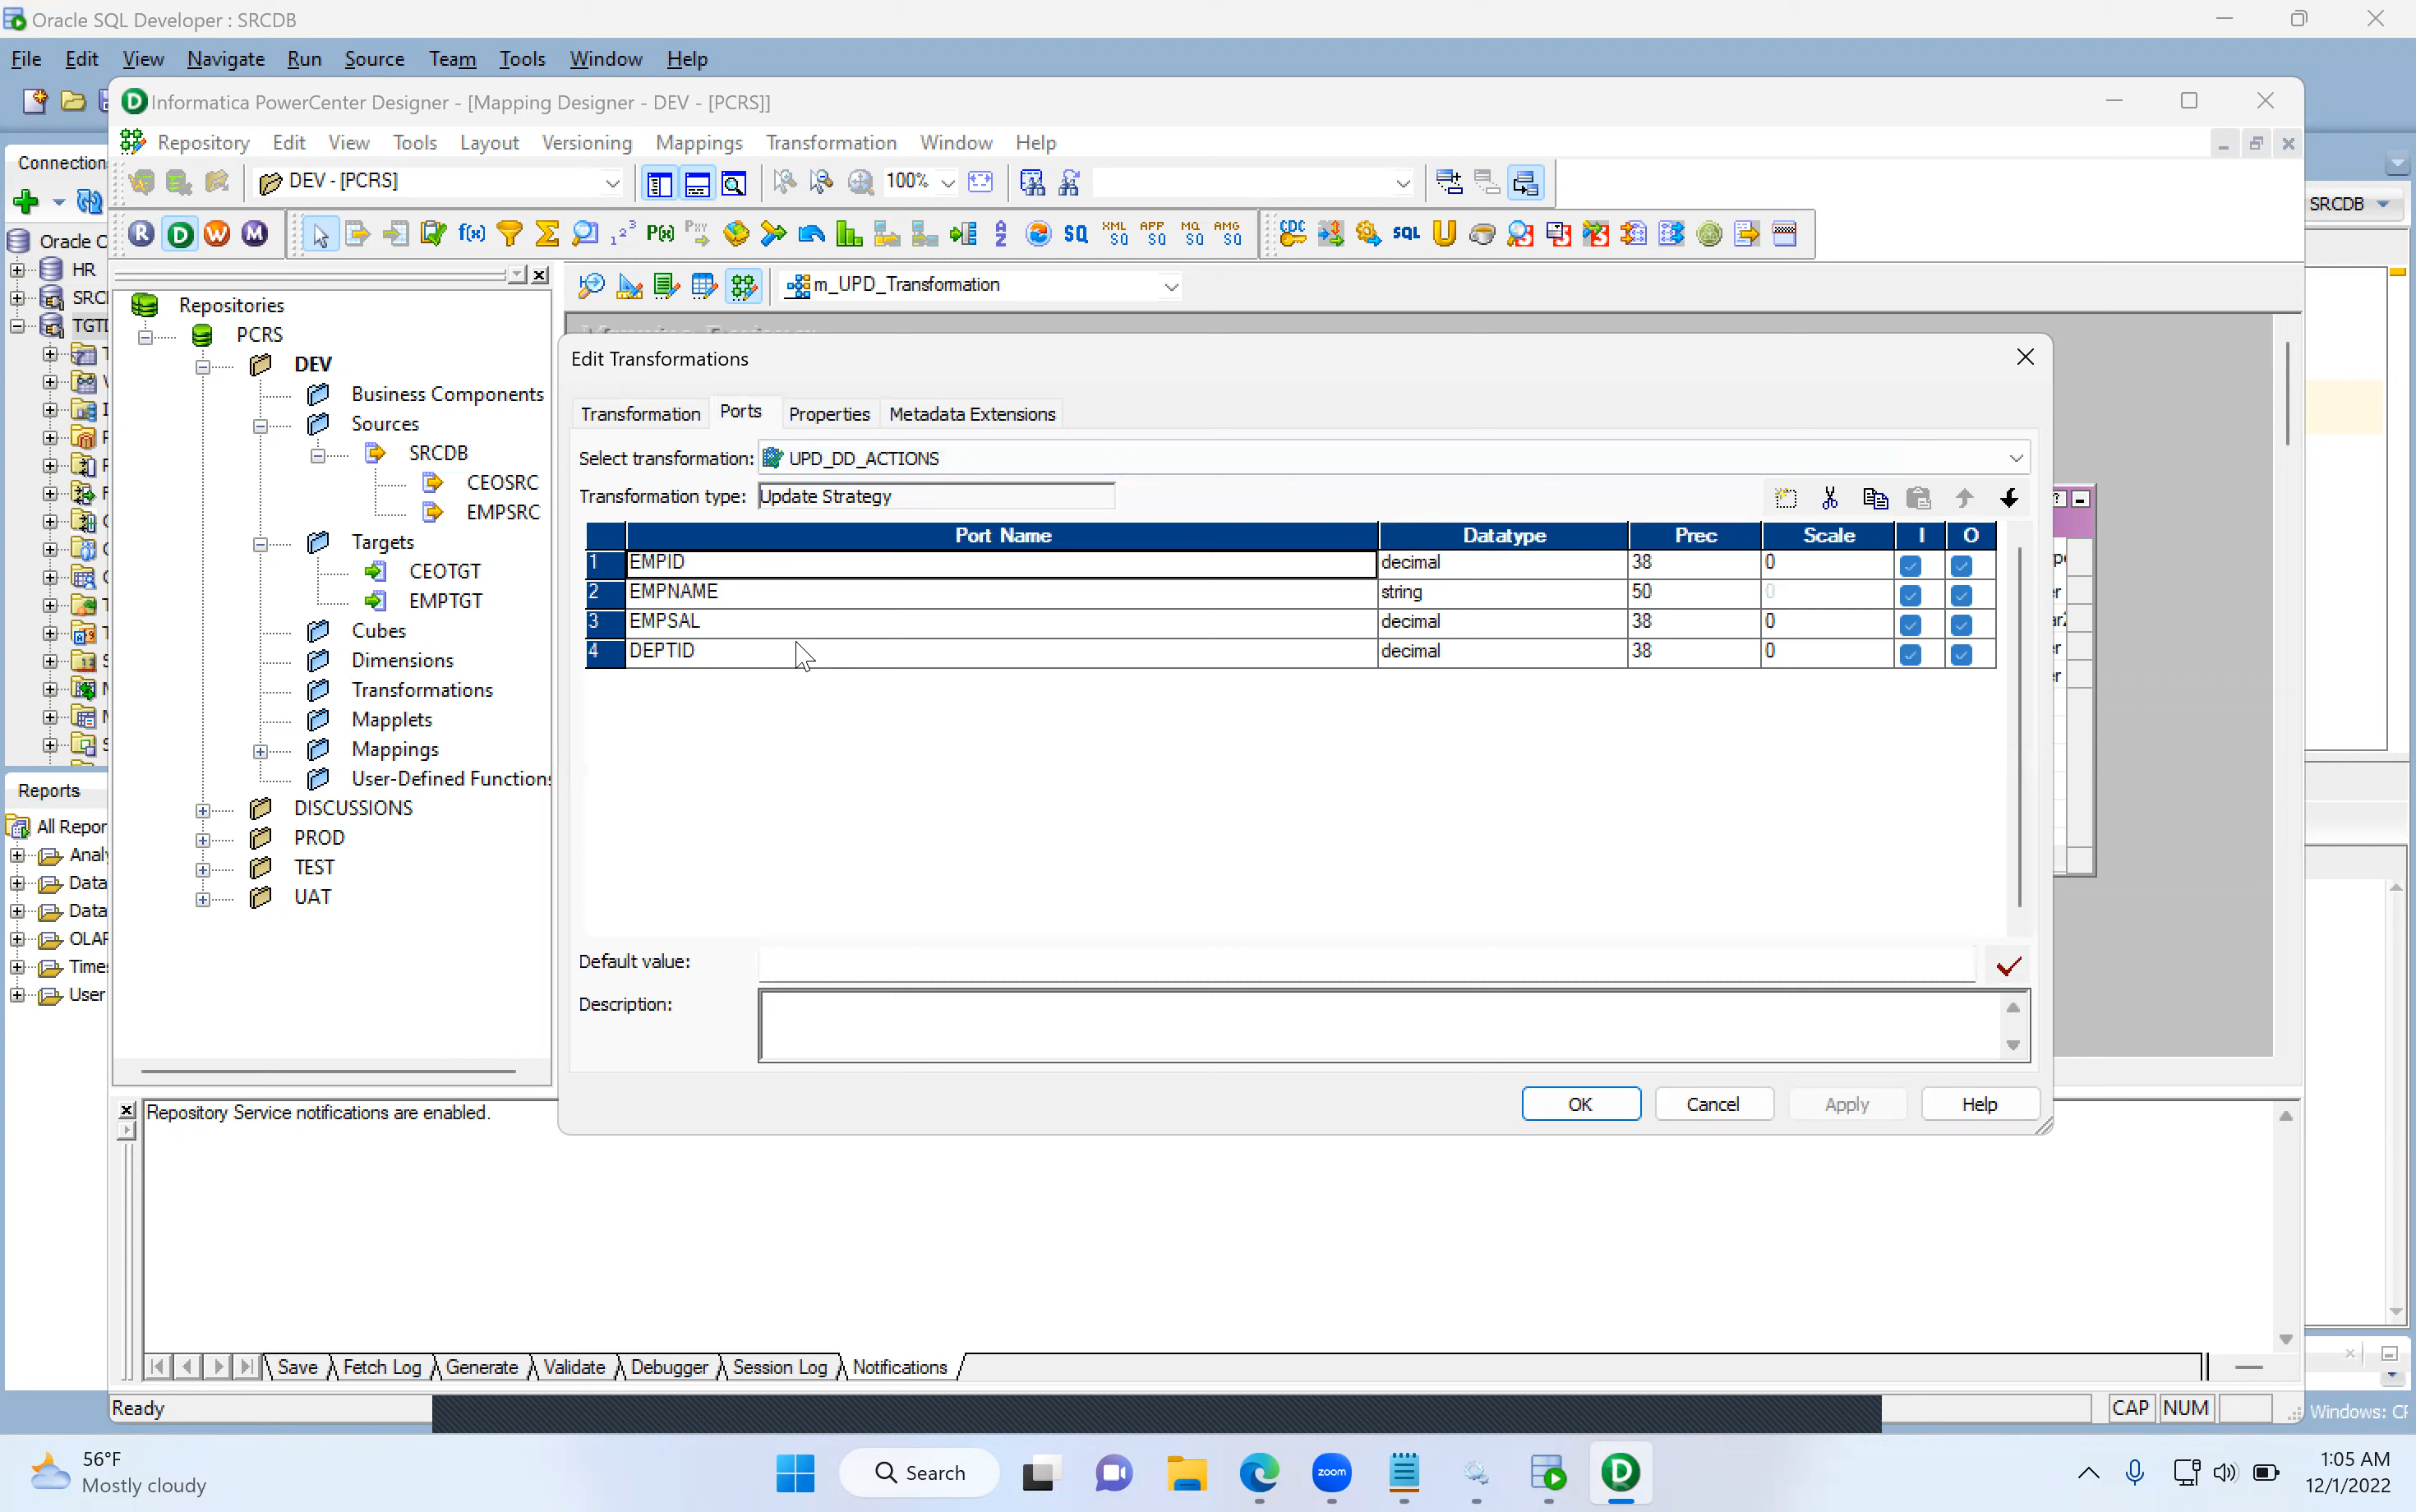 Oracle SQL Developer : SRCDB
File Edit View Navigate Run Source Team Tools Window Help
Informatica PowerCenter Designer - [Mapping Designer - DEV - [PCRS]]
Repository Edit View Tools Layout Versioning Mappings Transformation Window Help
Connection
DEV - [PCRS]
100%
SRCDB
m_UPD_Transformation
Oracle C
HR
SRC
Repositories
PCRS
DEV
Business Components
Sources
SRCDB
CEOSRC
EMPSRC
Targets
CEOTGT
EMPTGT
Cubes
Dimensions
Transformations
Mapplets
Mappings
User-Defined Functions
DISCUSSIONS
PROD
TEST
UAT
Reports
All Repor
Analy
Data
Data
OLAP
Times
User
Edit Transformations
Transformation Ports Properties Metadata Extensions
Select transformation: UPD_DD_ACTIONS
Transformation type: Update Strategy
Port Name Datatype Prec Scale I O
1 EMPID decimal 38 0
2 EMPNAME string 50 0
3 EMPSAL decimal 38 0
4 DEPTID decimal 38 0
Default value:
Description:
OK Cancel Apply Help
Repository Service notifications are enabled.
Save Fetch Log Generate Validate Debugger Session Log Notifications
Ready
CAP NUM
Windows: CF
56°F
Mostly cloudy
Search
zoom
1:05 AM
12/1/2022